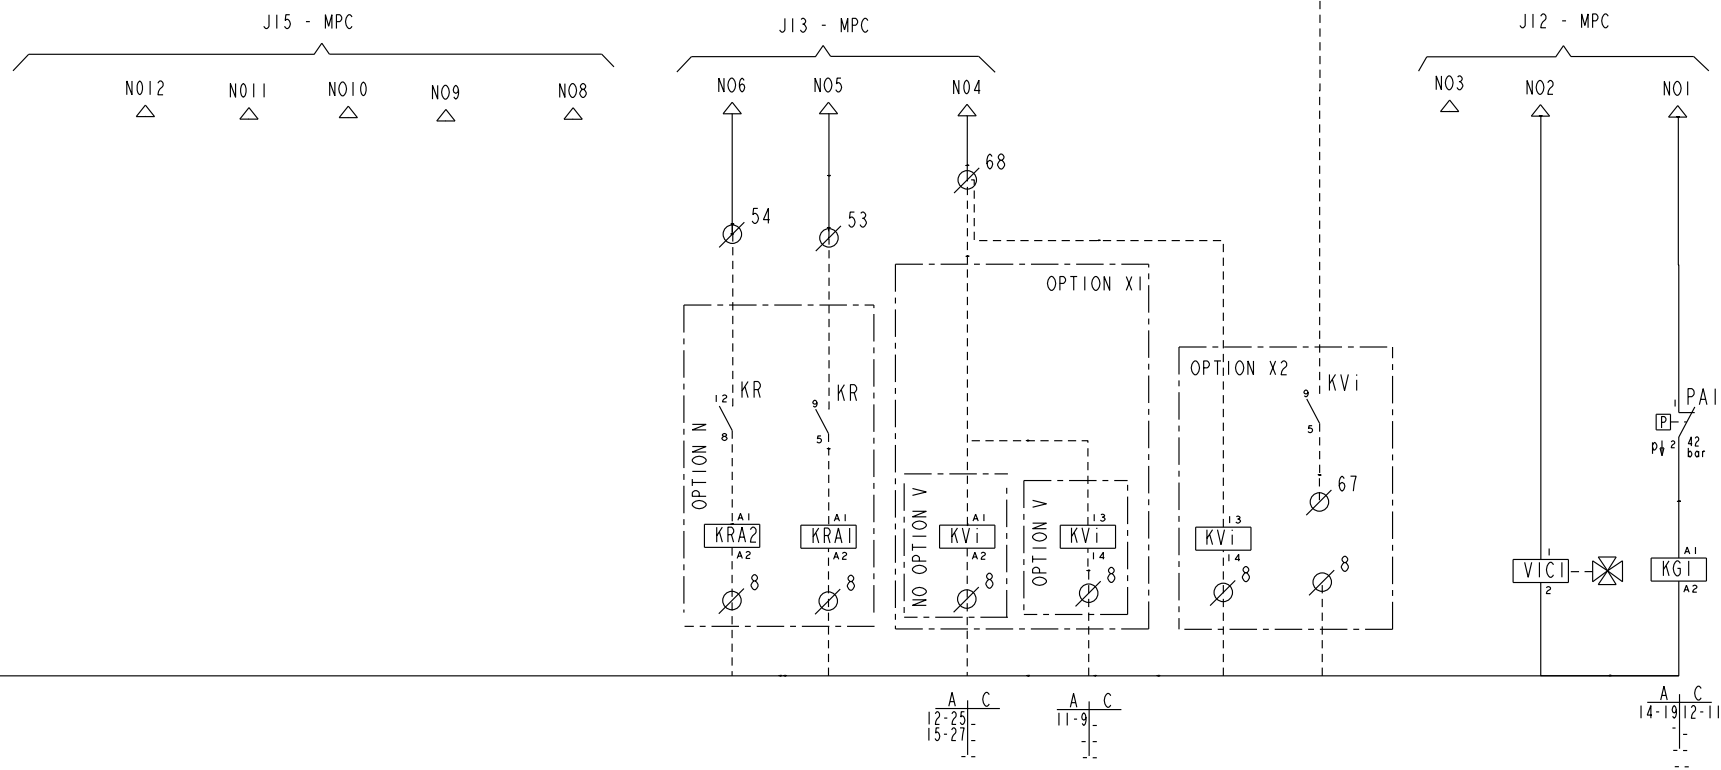 J15 - MPC
J13 - MPC
J12 - MPC
NO12
NO11
NO10
NO9
NO8
NO6
NO5
NO4
NO3
NO2
NO1
68
54
53
OPTION X1
OPTION X2
12
KR
8
9
KR
5
9
KVi
5
1
PA1
P
p↓ 2
42
bar
OPTION N
67
NO OPTION V
OPTION V
A1
KRA2
A2
A1
KRA1
A2
A1
KVi
A2
13
KVi
14
13
KVi
14
1
V1C1
2
A1
KG1
A2
8
8
8
8
8
8
A C
12-25 -
15-27 -
--
A C
11-9 -
--
--
A C
14-19 12-11
- -
--
--